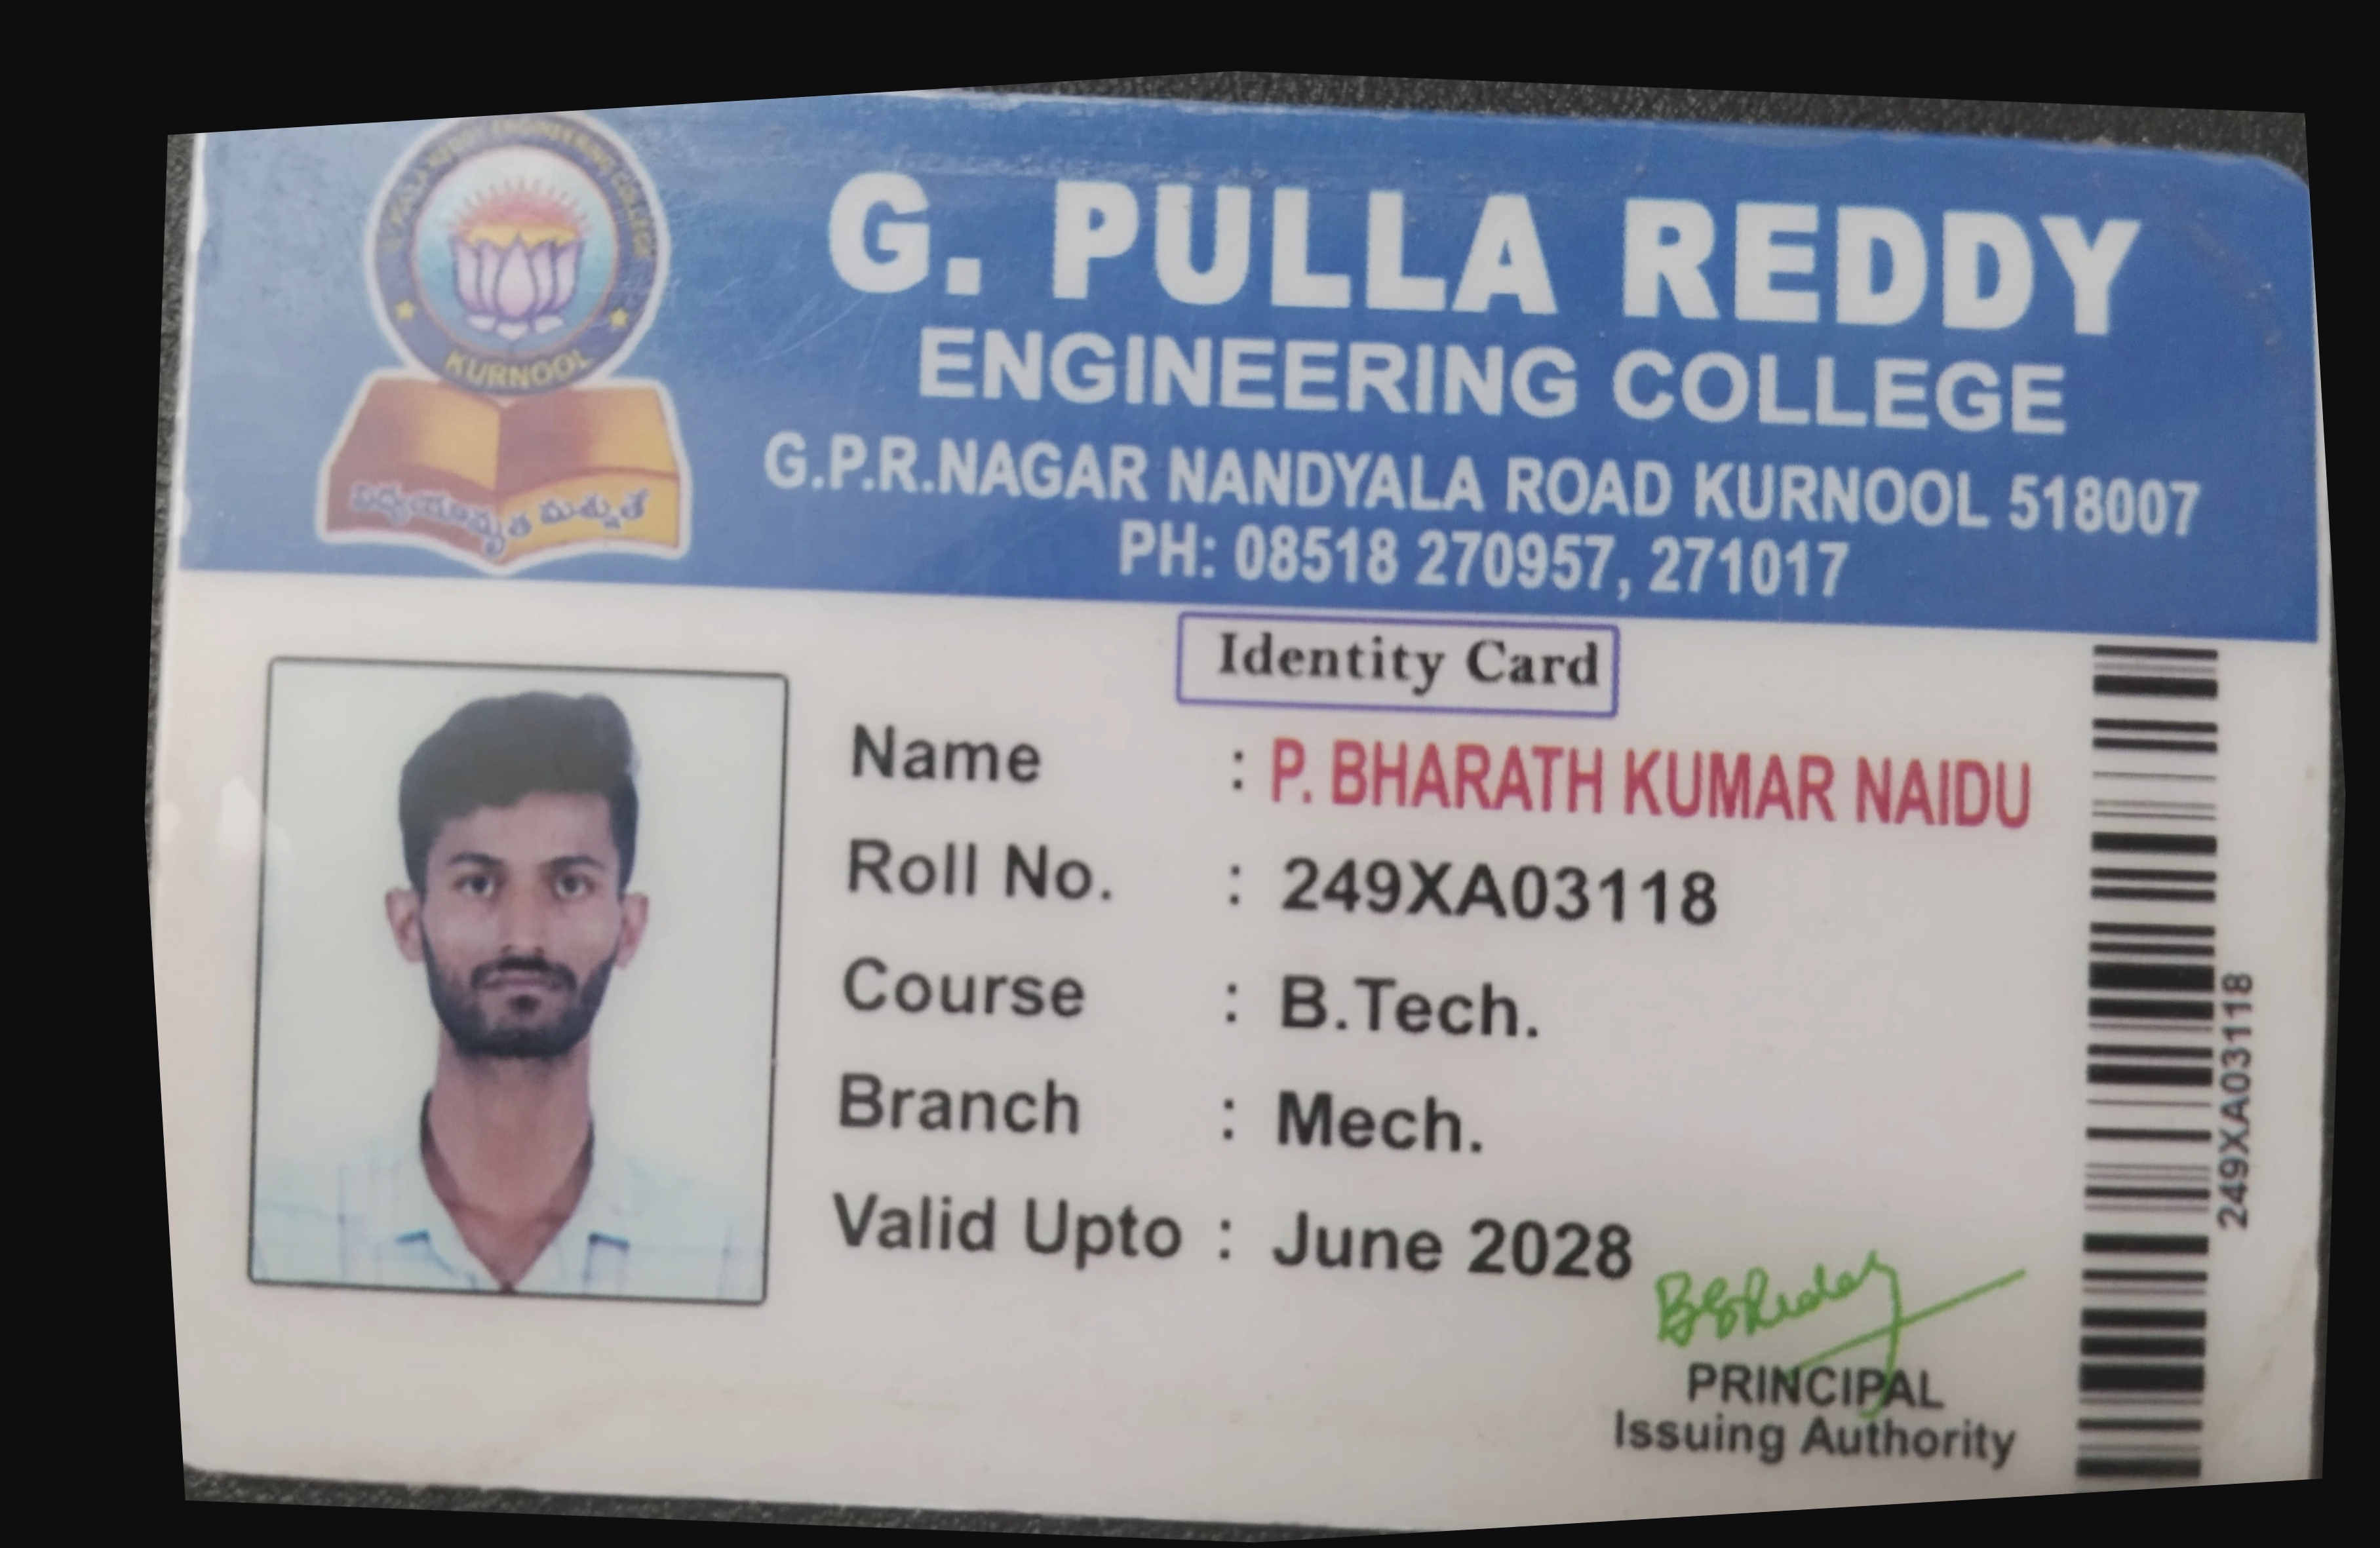 G. PULLA REDDY ENGINEERING COLLEGE
KURNOOL
విద్యయామృత మశ్నుతే
G. PULLA REDDY
ENGINEERING COLLEGE
G.P.R.NAGAR NANDYALA ROAD KURNOOL 518007
PH: 08518 270957, 271017
Identity Card
Name : P. BHARATH KUMAR NAIDU
Roll No. : 249XA03118
Course : B.Tech.
Branch : Mech.
Valid Upto : June 2028
249XA03118
PRINCIPAL
Issuing Authority